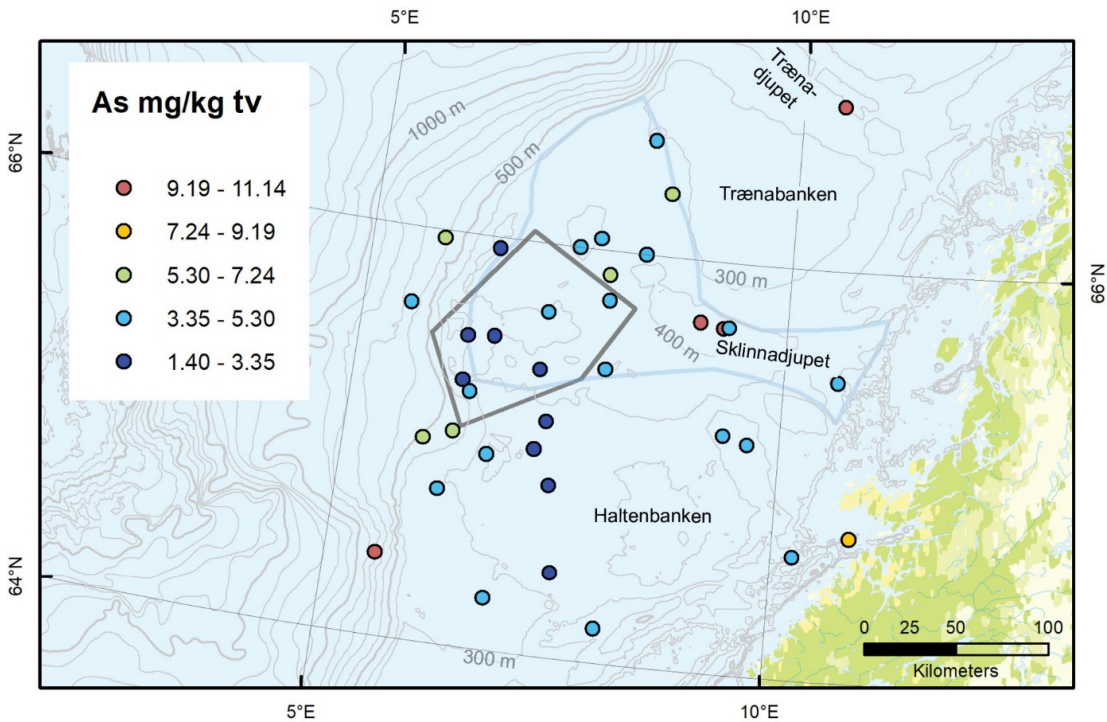 5°E
10°E
As mg/kg tv
9.19 - 11.14
7.24 - 9.19
5.30 - 7.24
3.35 - 5.30
1.40 - 3.35
66°N
64°N
1000 m
500 m
Træna-
djupet
Trænabanken
300 m
66°N
400 m
Sklinnadjupet
Haltenbanken
300 m
0 25 50 100
Kilometers
5°E
10°E